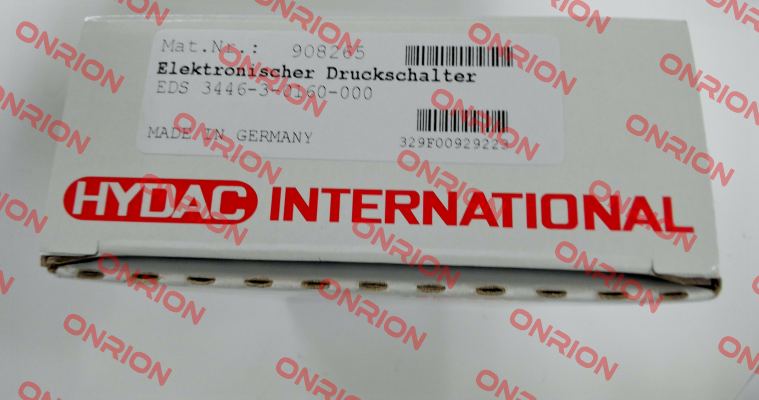 Mat.Nr.: 908265
Elektronischer Druckschalter
EDS 3446-3-0160-000
MADE IN GERMANY
329F00929223
HYDAC INTERNATIONAL
ONRION